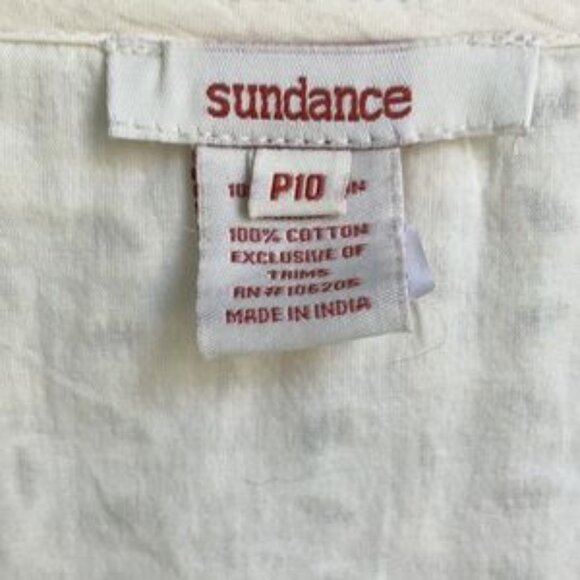 sundance
P10
100% COTTON
EXCLUSIVE OF
TRIMS
RN#106205
MADE IN INDIA